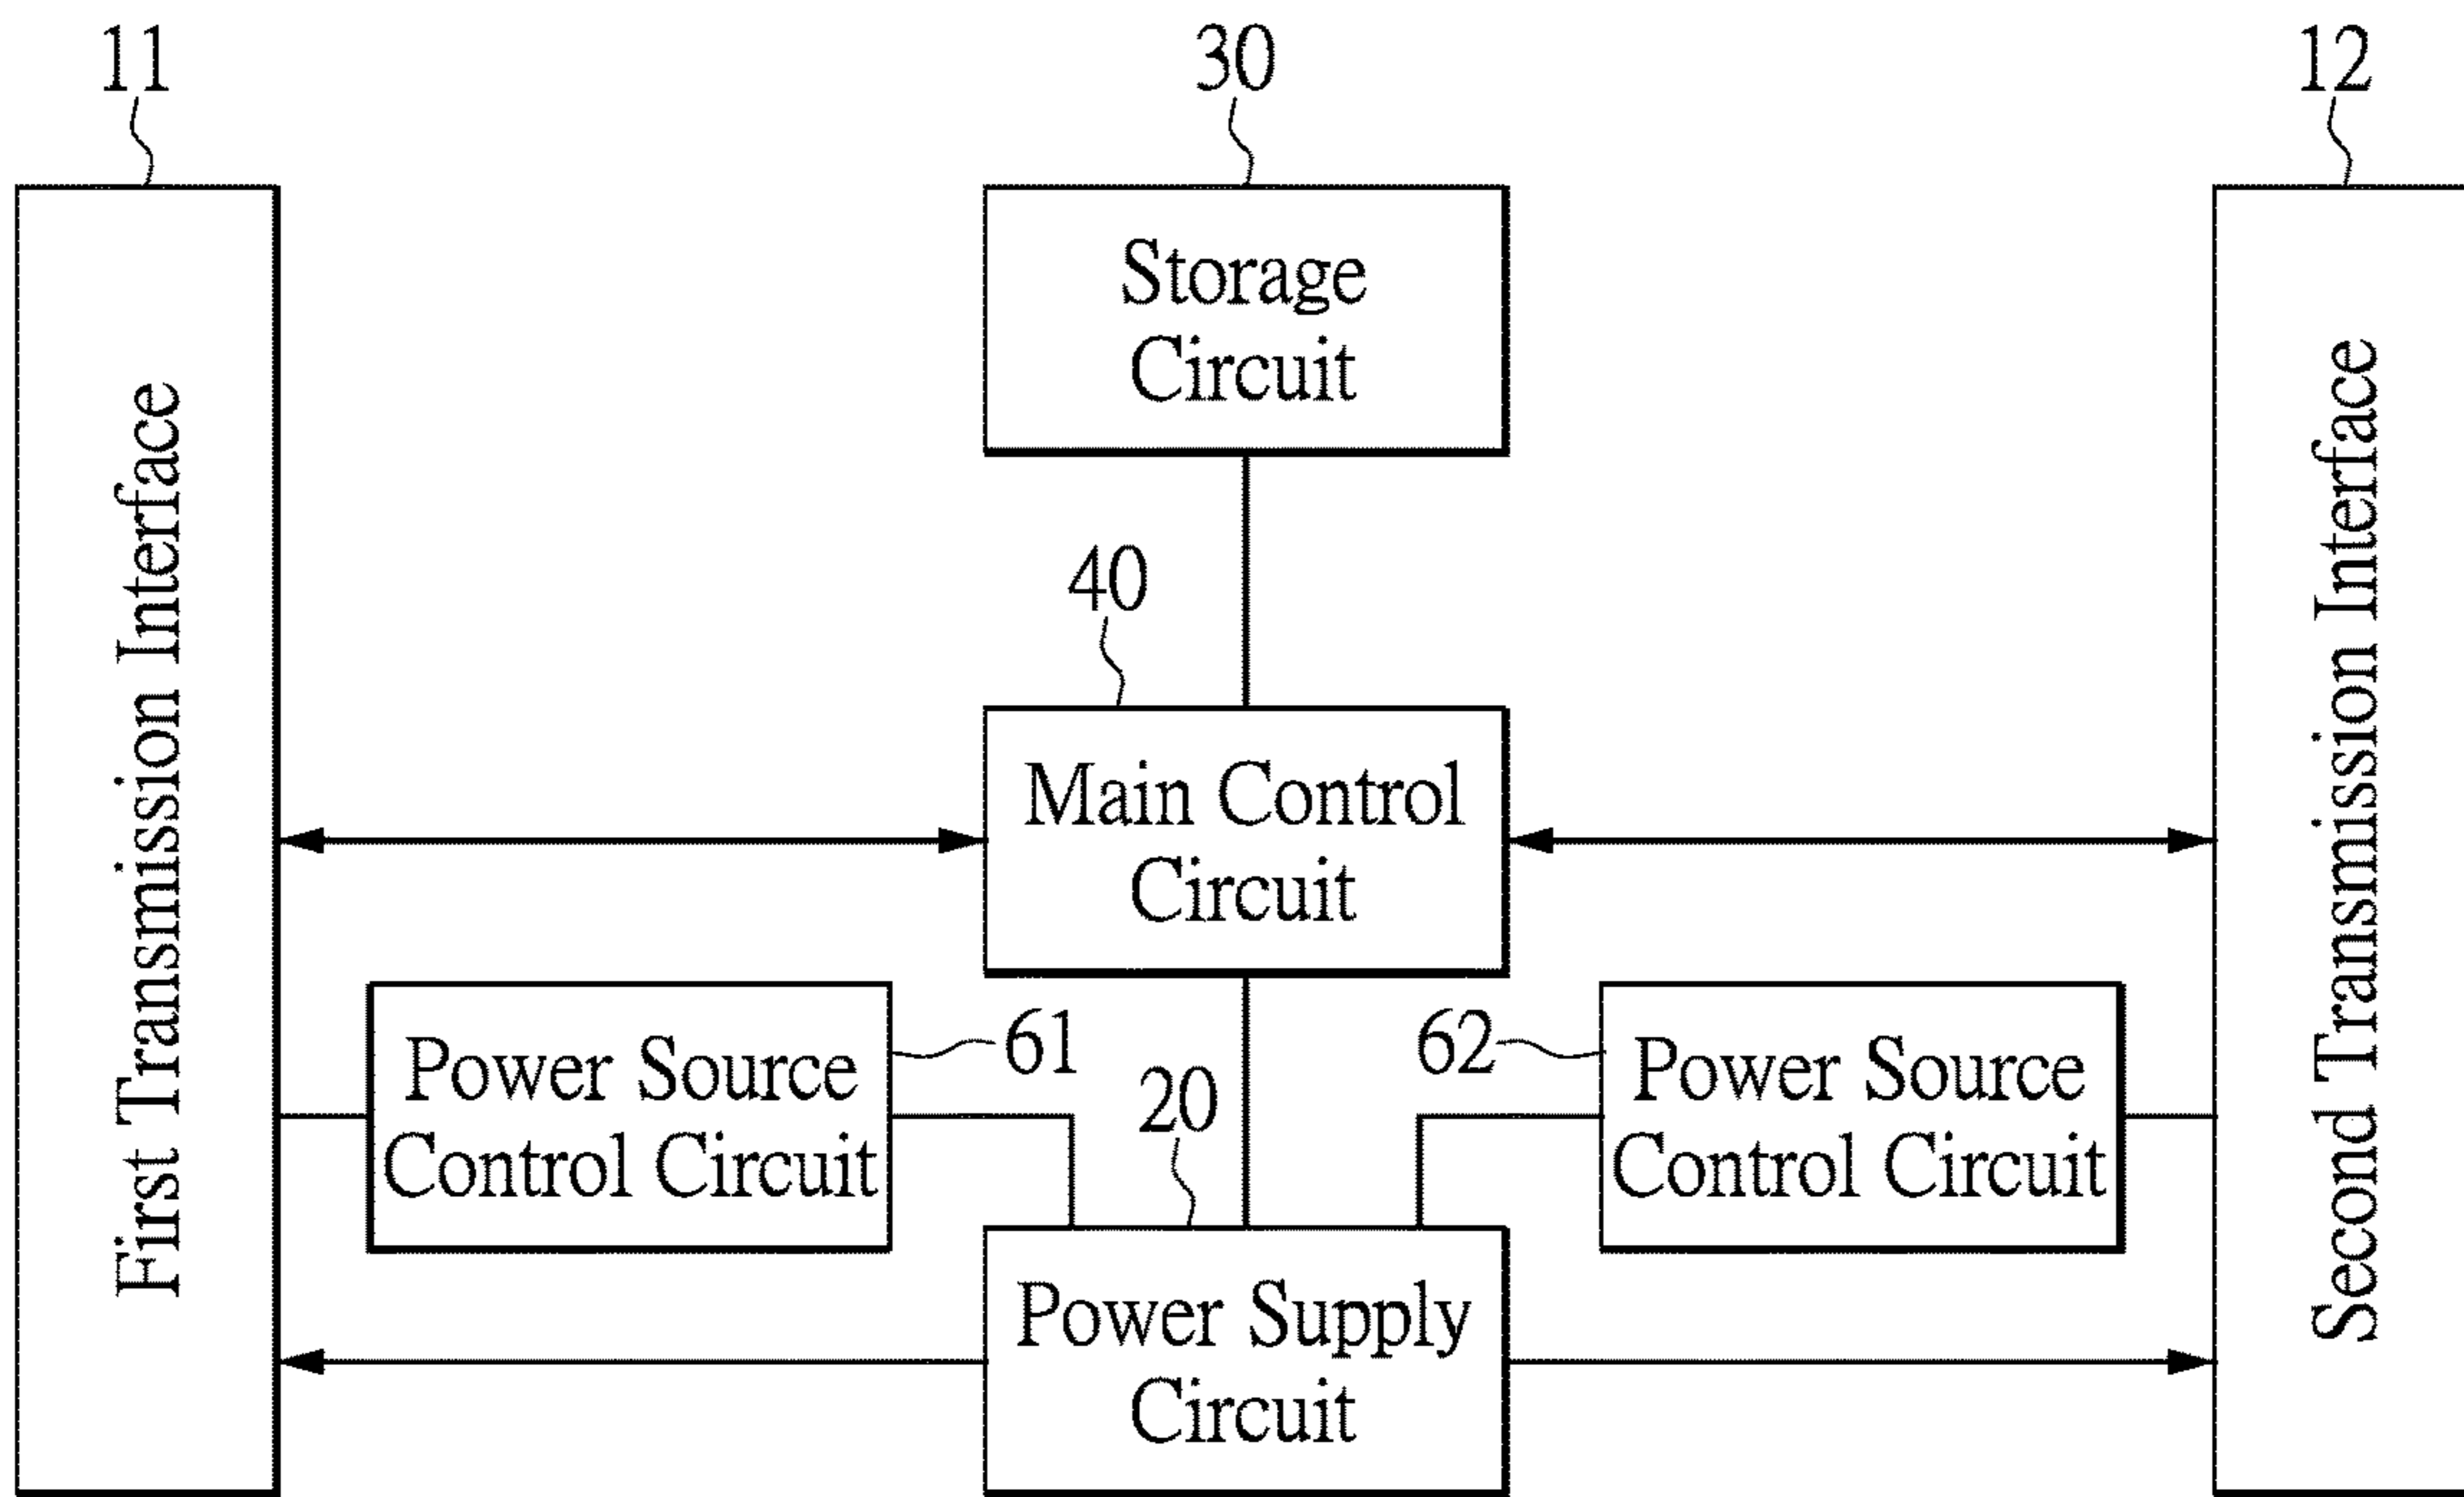 11
30
12
First Transmission Interface
Storage
Circuit
Second Transmission Interface
40
Main Control
Circuit
Power Source
Control Circuit
61
62
Power Source
Control Circuit
20
Power Supply
Circuit